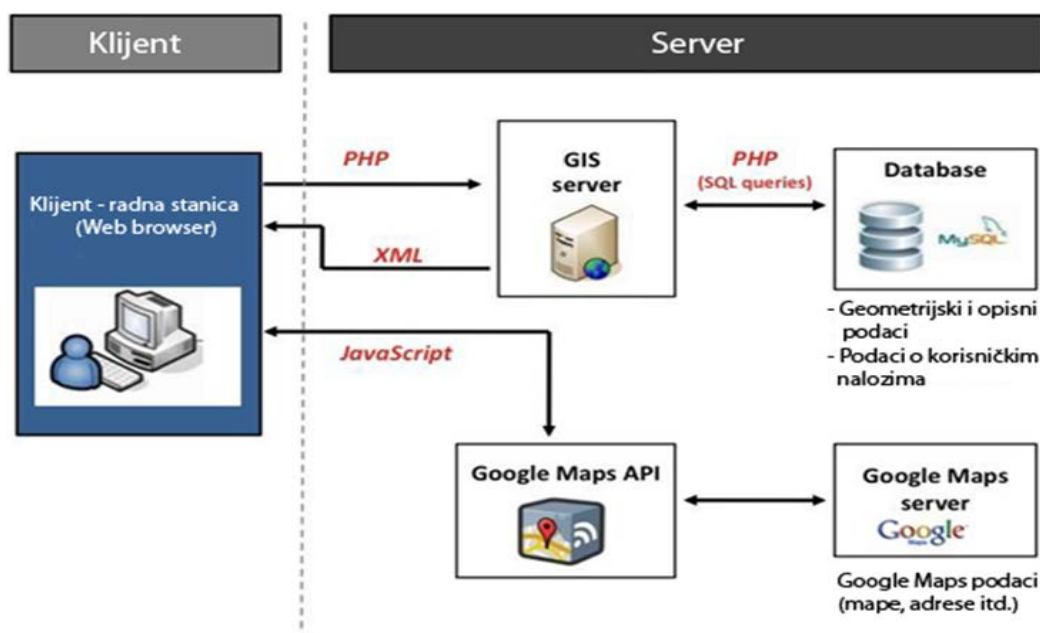 Klijent
Server
Klijent - radna stanica
(Web browser)
PHP
XML
JavaScript
GIS
server
PHP
(SQL queries)
Database
MySQL
- Geometrijski i opisni
podaci
- Podaci o korisničkim
nalozima
Google Maps API
Google Maps
server
Google
Maps
Google Maps podaci
(mape, adrese itd.)